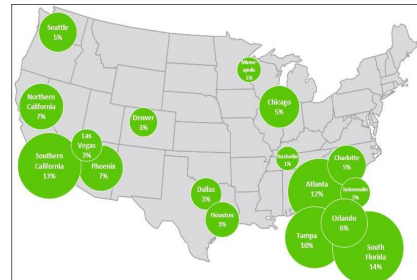 Seattle
5%
Minne-
apolis
1%
Northern
California
7%
Denver
3%
Chicago
5%
Las
Vegas
3%
Nashville
1%
Charlotte
5%
Southern
California
13%
Phoenix
7%
Dallas
3%
Atlanta
12%
Jacksonville
2%
Houston
3%
Orlando
6%
Tampa
10%
South
Florida
14%